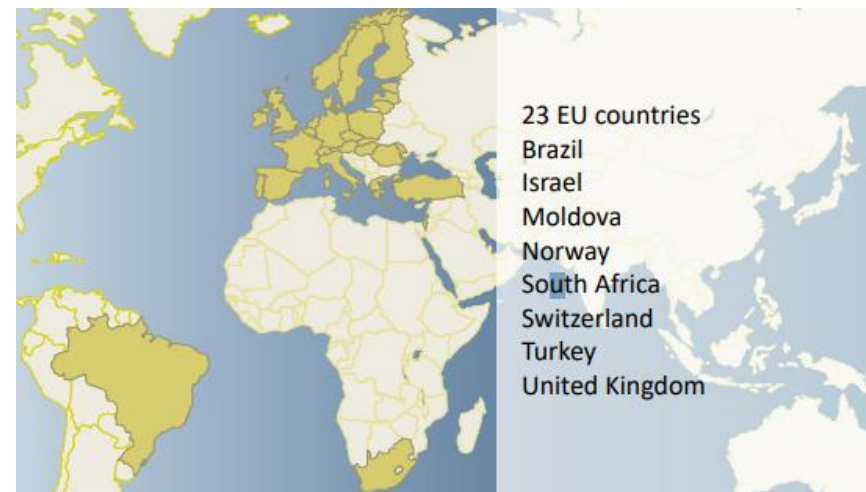 23 EU countries
Brazil
Israel
Moldova
Norway
South Africa
Switzerland
Turkey
United Kingdom